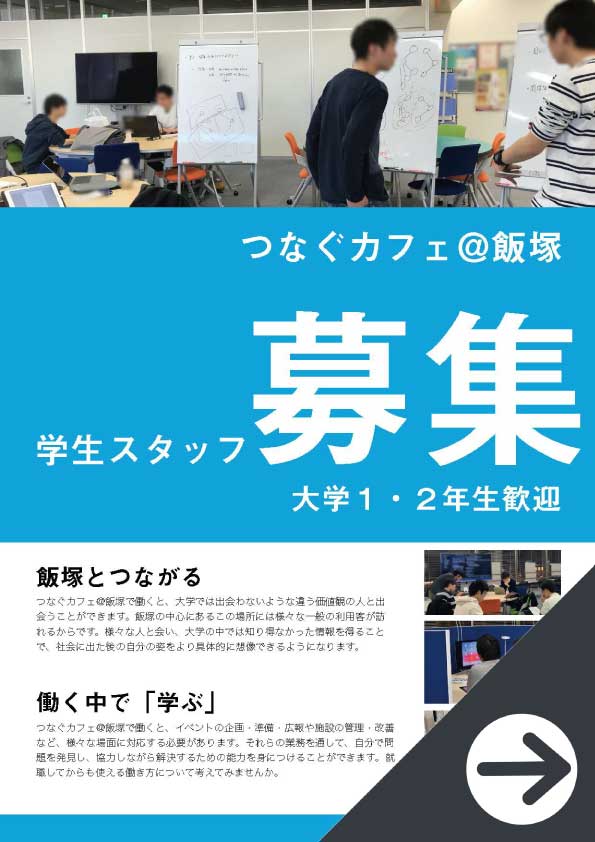 つなぐカフェ@飯塚
学生スタッフ募集
大学1・2年生歓迎
飯塚とつながる
つなぐカフェ@飯塚で働くと、大学では出会わないような違う価値観の人と出
会うことができます。飯塚の中心にあるこの場所には様々な一般の利用客が訪
れるからです。様々な人と会い、大学の中では知り得なかった情報を得ること
で、社会に出た後の自分の姿をより具体的に想像できるようになります。
働く中で「学ぶ」
つなぐカフェ@飯塚で働くと、イベントの企画・準備・広報や施設の管理・改善
など、様々な場面に対応する必要があります。それらの業務を通して、自分で問
題を発見し、協力しながら解決するための能力を身につけることができます。就
職してからも使える働き方について考えてみませんか。